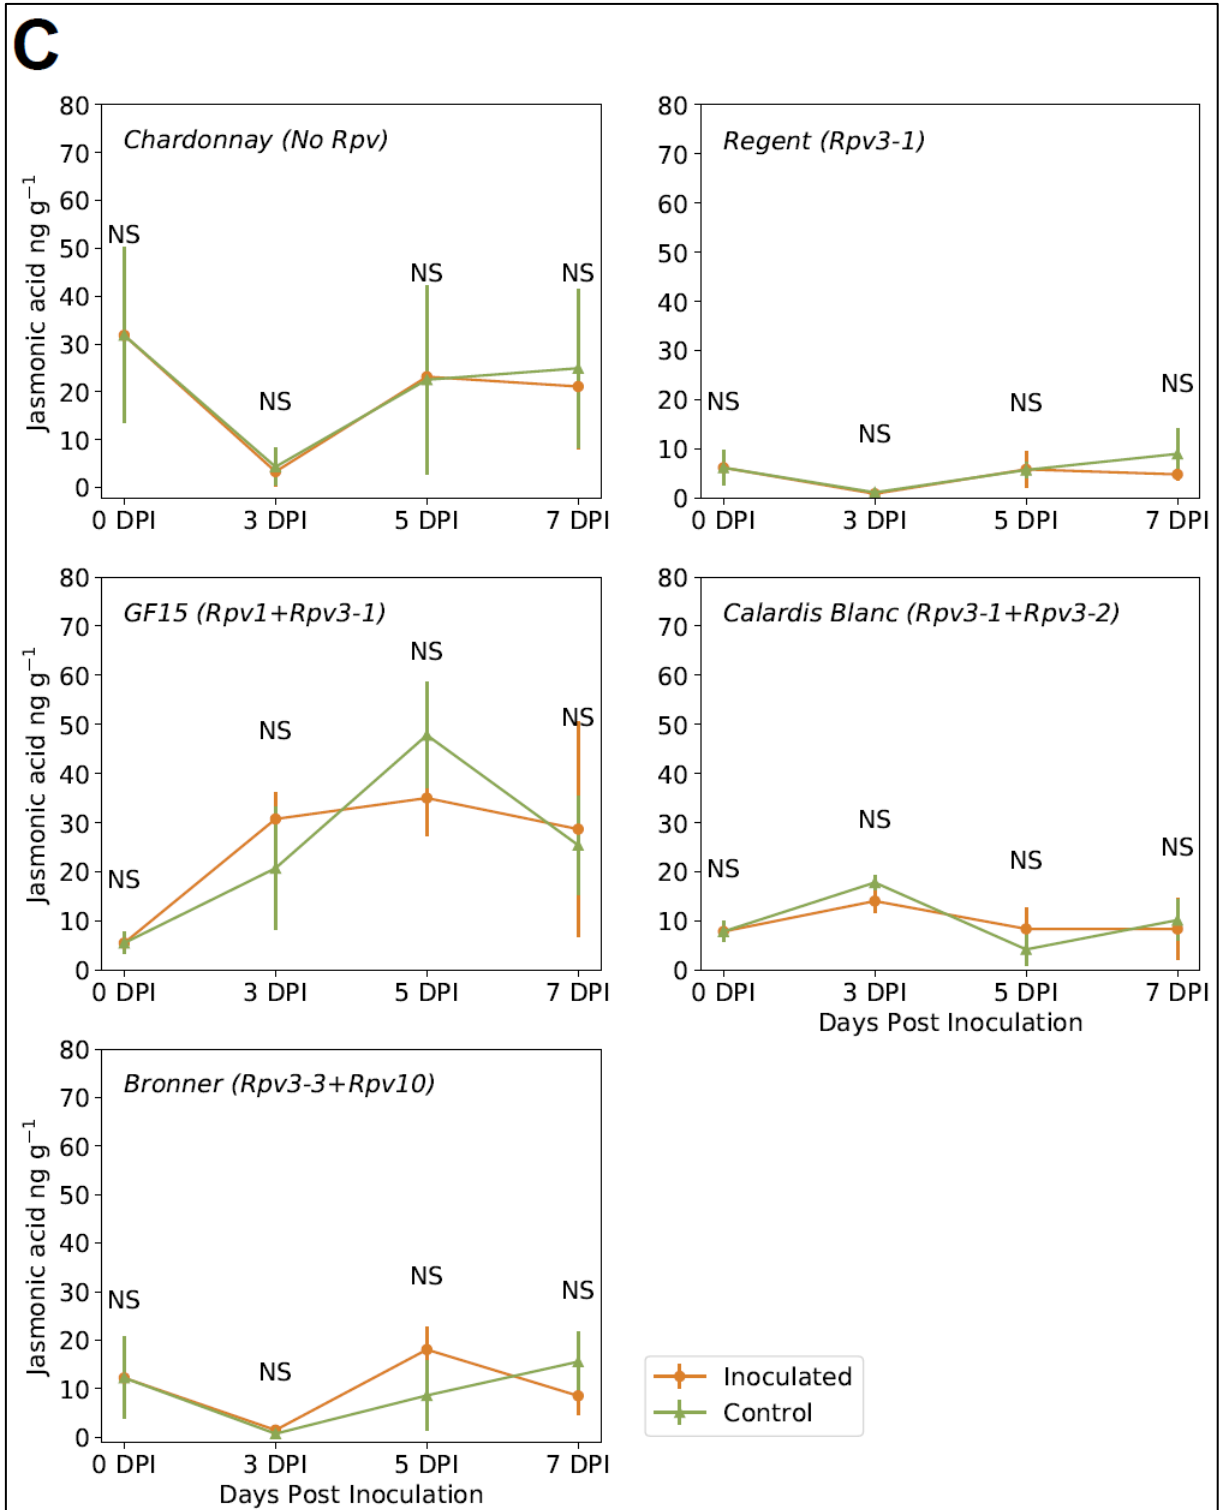 C
Chardonnay (No Rpv)
Jasmonic acid ng g⁻¹
80
70
60
50
40
30
20
10
0
NS
NS
NS
NS
0 DPI
3 DPI
5 DPI
7 DPI
Regent (Rpv3-1)
80
70
60
50
40
30
20
10
0
NS
NS
NS
NS
0 DPI
3 DPI
5 DPI
7 DPI
GF15 (Rpv1+Rpv3-1)
Jasmonic acid ng g⁻¹
80
70
60
50
40
30
20
10
0
NS
NS
NS
NS
0 DPI
3 DPI
5 DPI
7 DPI
Calardis Blanc (Rpv3-1+Rpv3-2)
80
70
60
50
40
30
20
10
0
NS
NS
NS
NS
0 DPI
3 DPI
5 DPI
7 DPI
Days Post Inoculation
Bronner (Rpv3-3+Rpv10)
Jasmonic acid ng g⁻¹
80
70
60
50
40
30
20
10
0
NS
NS
NS
NS
0 DPI
3 DPI
5 DPI
7 DPI
Days Post Inoculation
Inoculated
Control